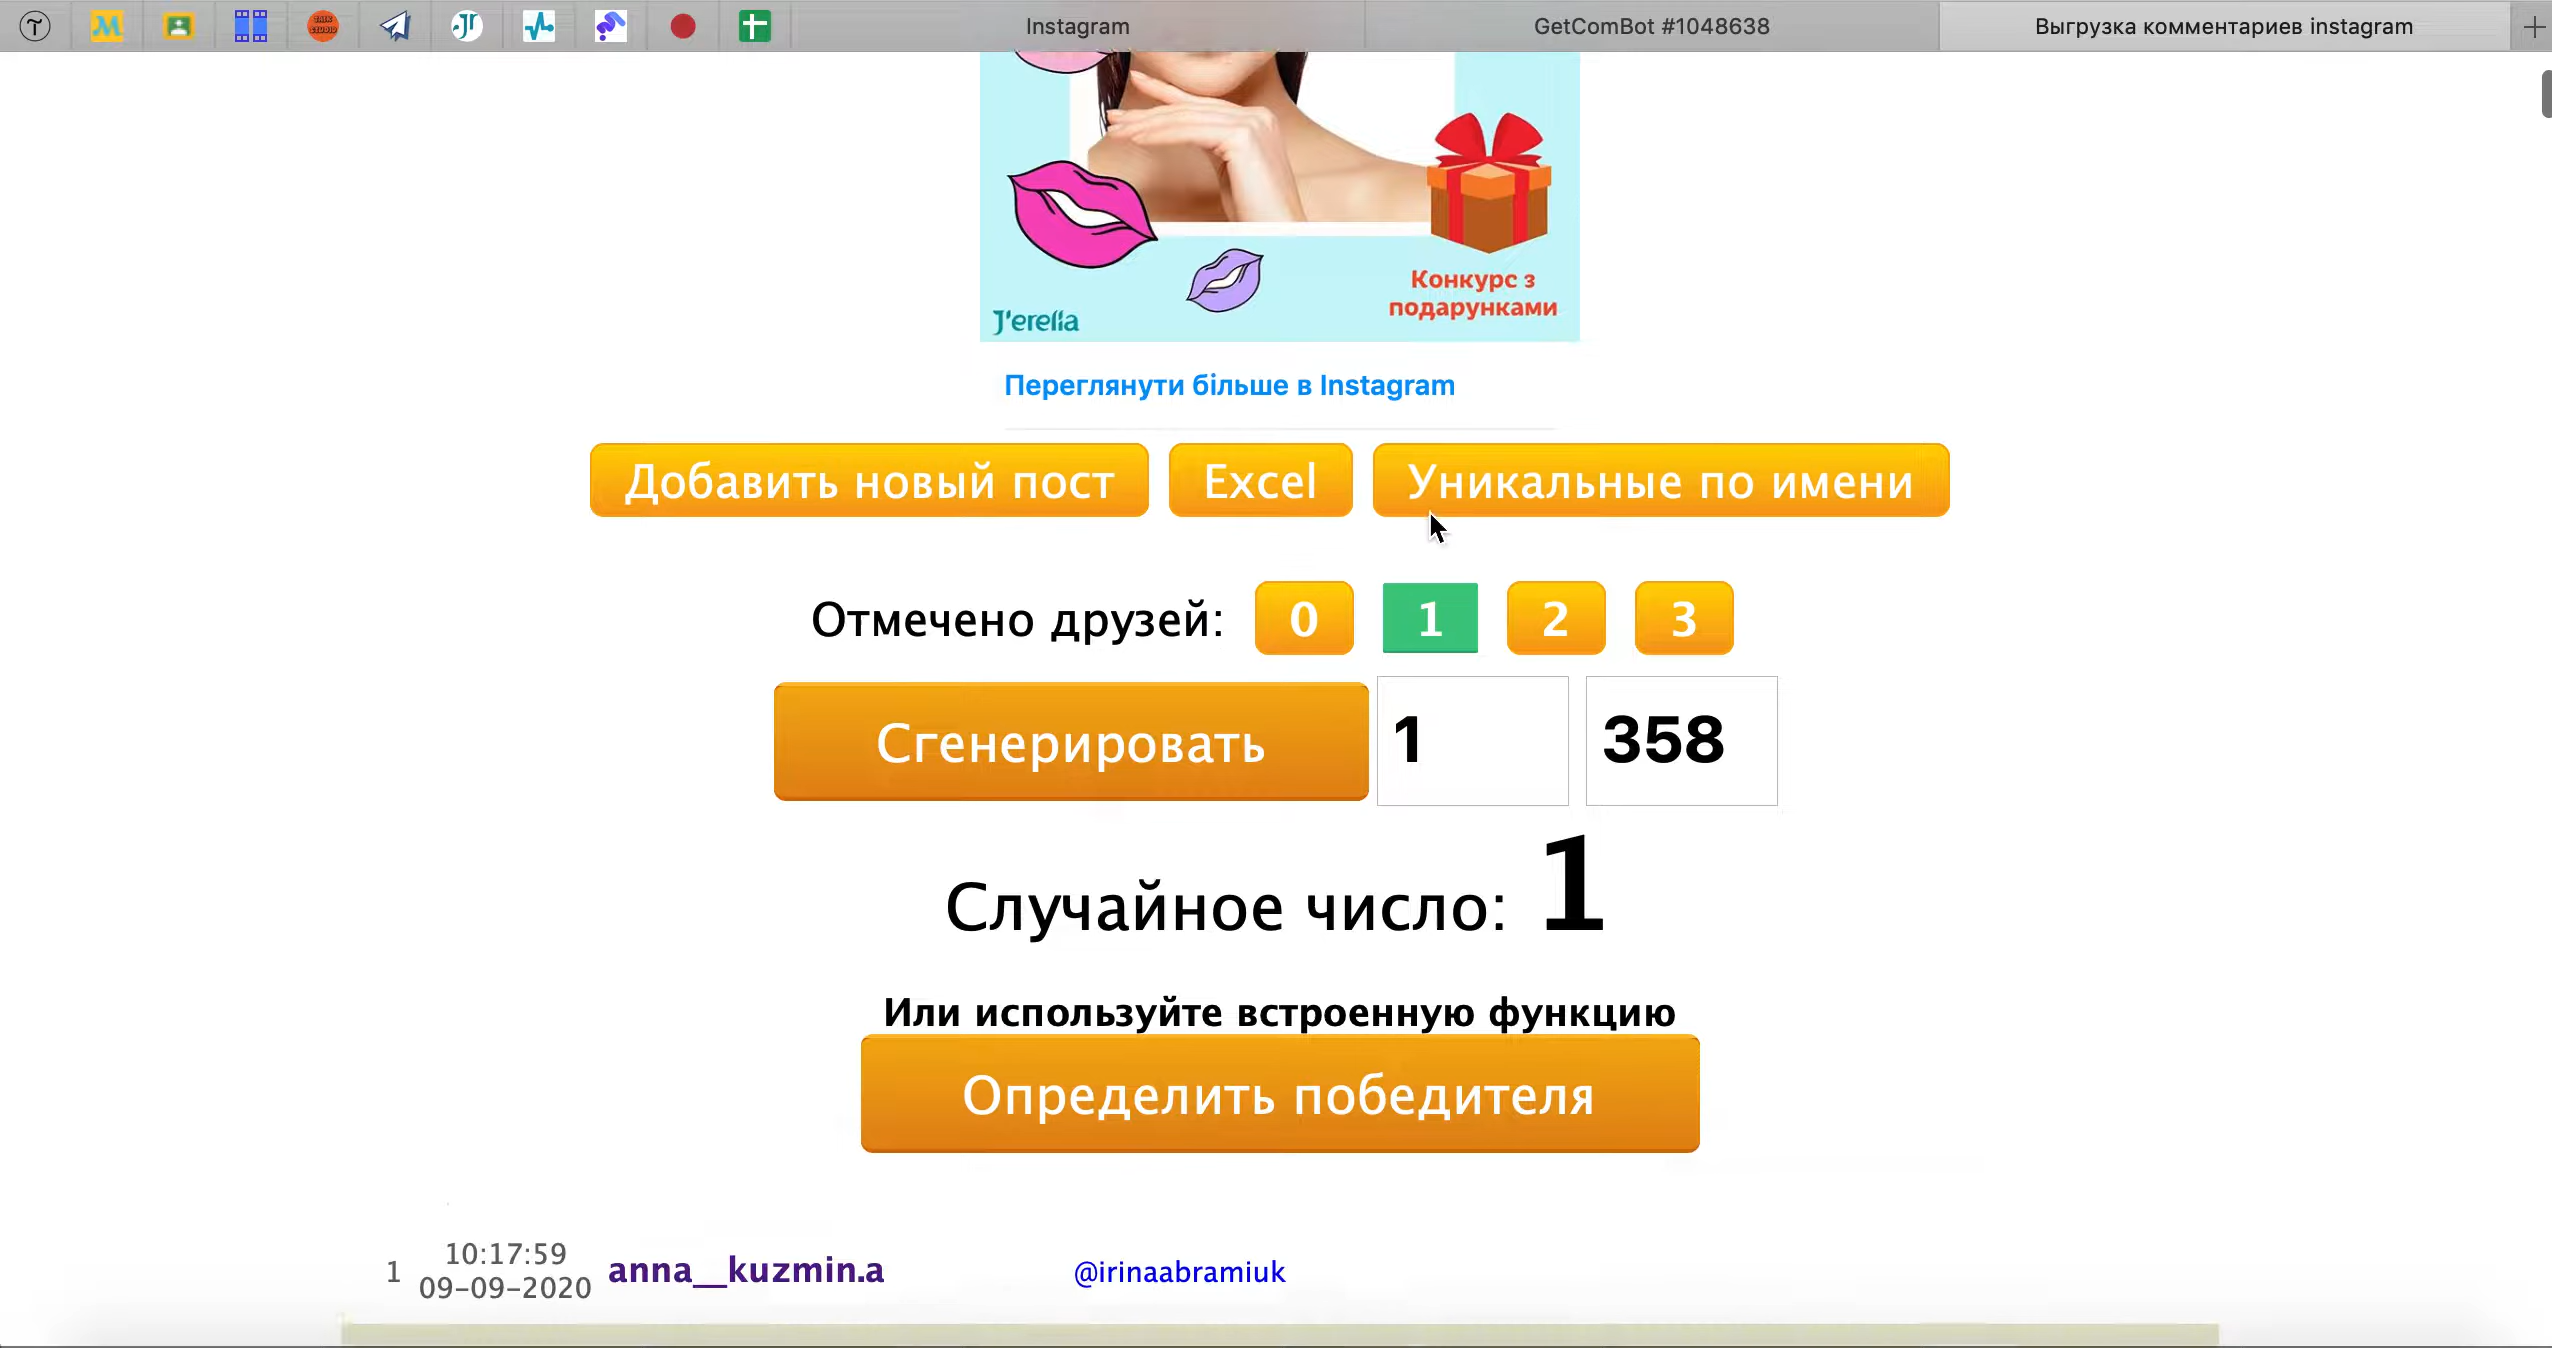 Instagram
GetComBot #1048638
Выгрузка комментариев instagram
Конкурс з
подарунками
J'erelia
Переглянути більше в Instagram
Добавить новый пост
Excel
Уникальные по имени
Отмечено друзей: 0 1 2 3
Сгенерировать 1 358
Случайное число: 1
Или используйте встроенную функцию
Определить победителя
1 10:17:59 09-09-2020 anna__kuzmin.a @irinaabramiuk